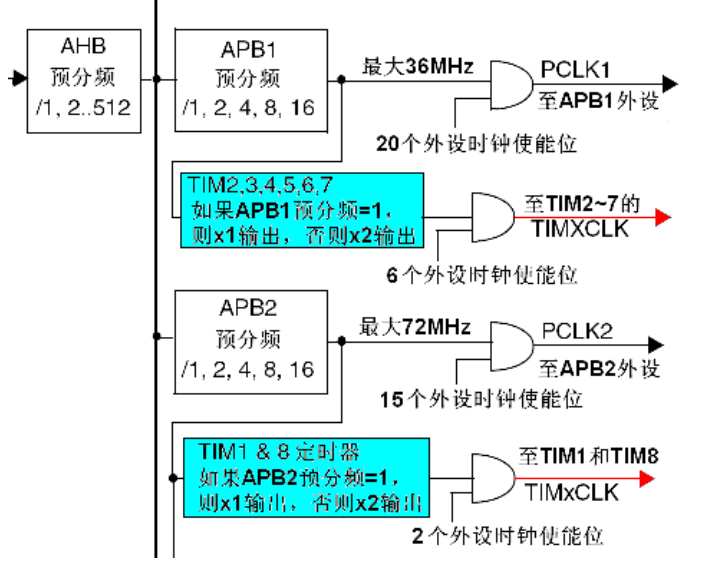 AHB
预分频
/1, 2..512
APB1
预分频
/1, 2, 4, 8, 16
最大36MHz
PCLK1
至APB1外设
20个外设时钟使能位
TIM2,3,4,5,6,7
如果APB1预分频=1，
则x1输出，否则x2输出
至TIM2~7的
TIMXCLK
6个外设时钟使能位
APB2
预分频
/1, 2, 4, 8, 16
最大72MHz
PCLK2
至APB2外设
15个外设时钟使能位
TIM1 & 8 定时器
如果APB2预分频=1，
则x1输出，否则x2输出
至TIM1和TIM8
TIMxCLK
2个外设时钟使能位